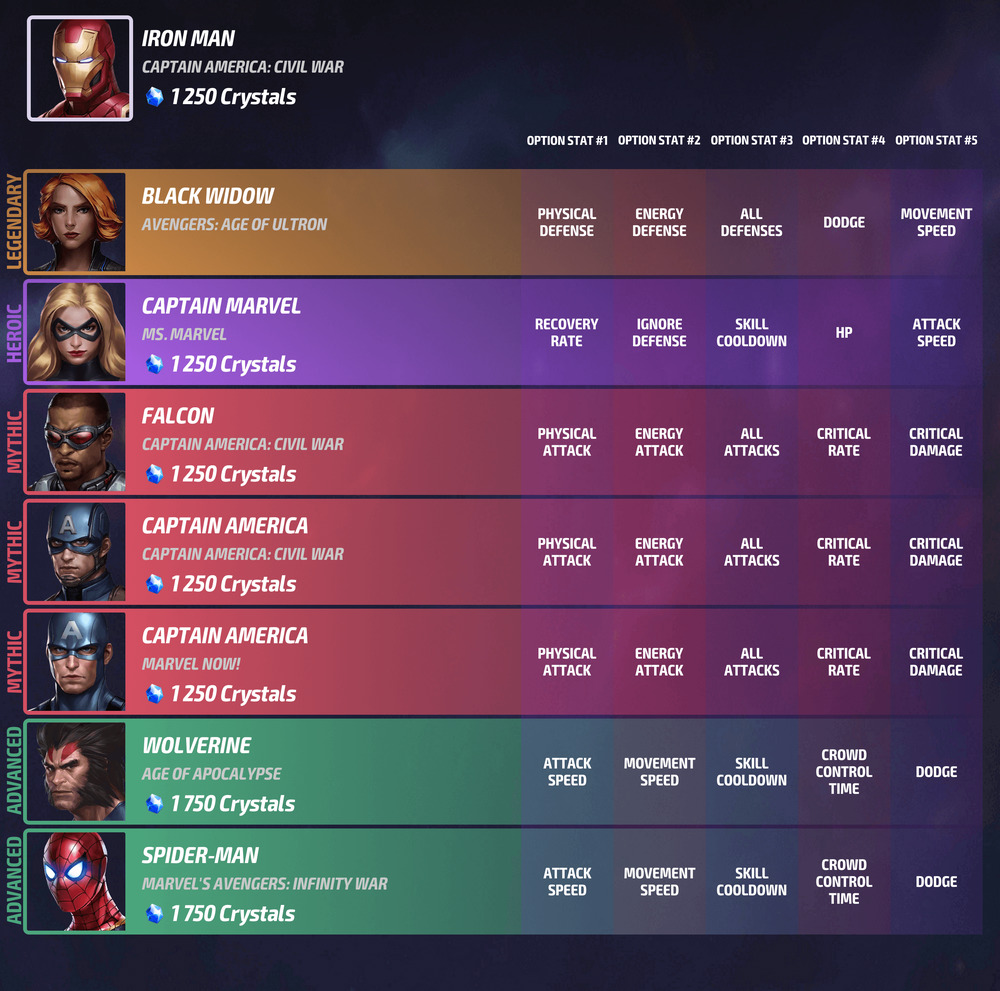 IRON MAN
CAPTAIN AMERICA: CIVIL WAR
1 250 Crystals
OPTION STAT #1 OPTION STAT #2 OPTION STAT #3 OPTION STAT #4 OPTION STAT #5
LEGENDARY
BLACK WIDOW
AVENGERS: AGE OF ULTRON
PHYSICAL
DEFENSE
ENERGY
DEFENSE
ALL
DEFENSES
DODGE
MOVEMENT
SPEED
HEROIC
CAPTAIN MARVEL
MS. MARVEL
1 250 Crystals
RECOVERY
RATE
IGNORE
DEFENSE
SKILL
COOLDOWN
HP
ATTACK
SPEED
MYTHIC
FALCON
CAPTAIN AMERICA: CIVIL WAR
1 250 Crystals
PHYSICAL
ATTACK
ENERGY
ATTACK
ALL
ATTACKS
CRITICAL
RATE
CRITICAL
DAMAGE
MYTHIC
CAPTAIN AMERICA
CAPTAIN AMERICA: CIVIL WAR
1 250 Crystals
PHYSICAL
ATTACK
ENERGY
ATTACK
ALL
ATTACKS
CRITICAL
RATE
CRITICAL
DAMAGE
MYTHIC
CAPTAIN AMERICA
MARVEL NOW!
1 250 Crystals
PHYSICAL
ATTACK
ENERGY
ATTACK
ALL
ATTACKS
CRITICAL
RATE
CRITICAL
DAMAGE
ADVANCED
WOLVERINE
AGE OF APOCALYPSE
1 750 Crystals
ATTACK
SPEED
MOVEMENT
SPEED
SKILL
COOLDOWN
CROWD
CONTROL
TIME
DODGE
ADVANCED
SPIDER-MAN
MARVEL'S AVENGERS: INFINITY WAR
1 750 Crystals
ATTACK
SPEED
MOVEMENT
SPEED
SKILL
COOLDOWN
CROWD
CONTROL
TIME
DODGE